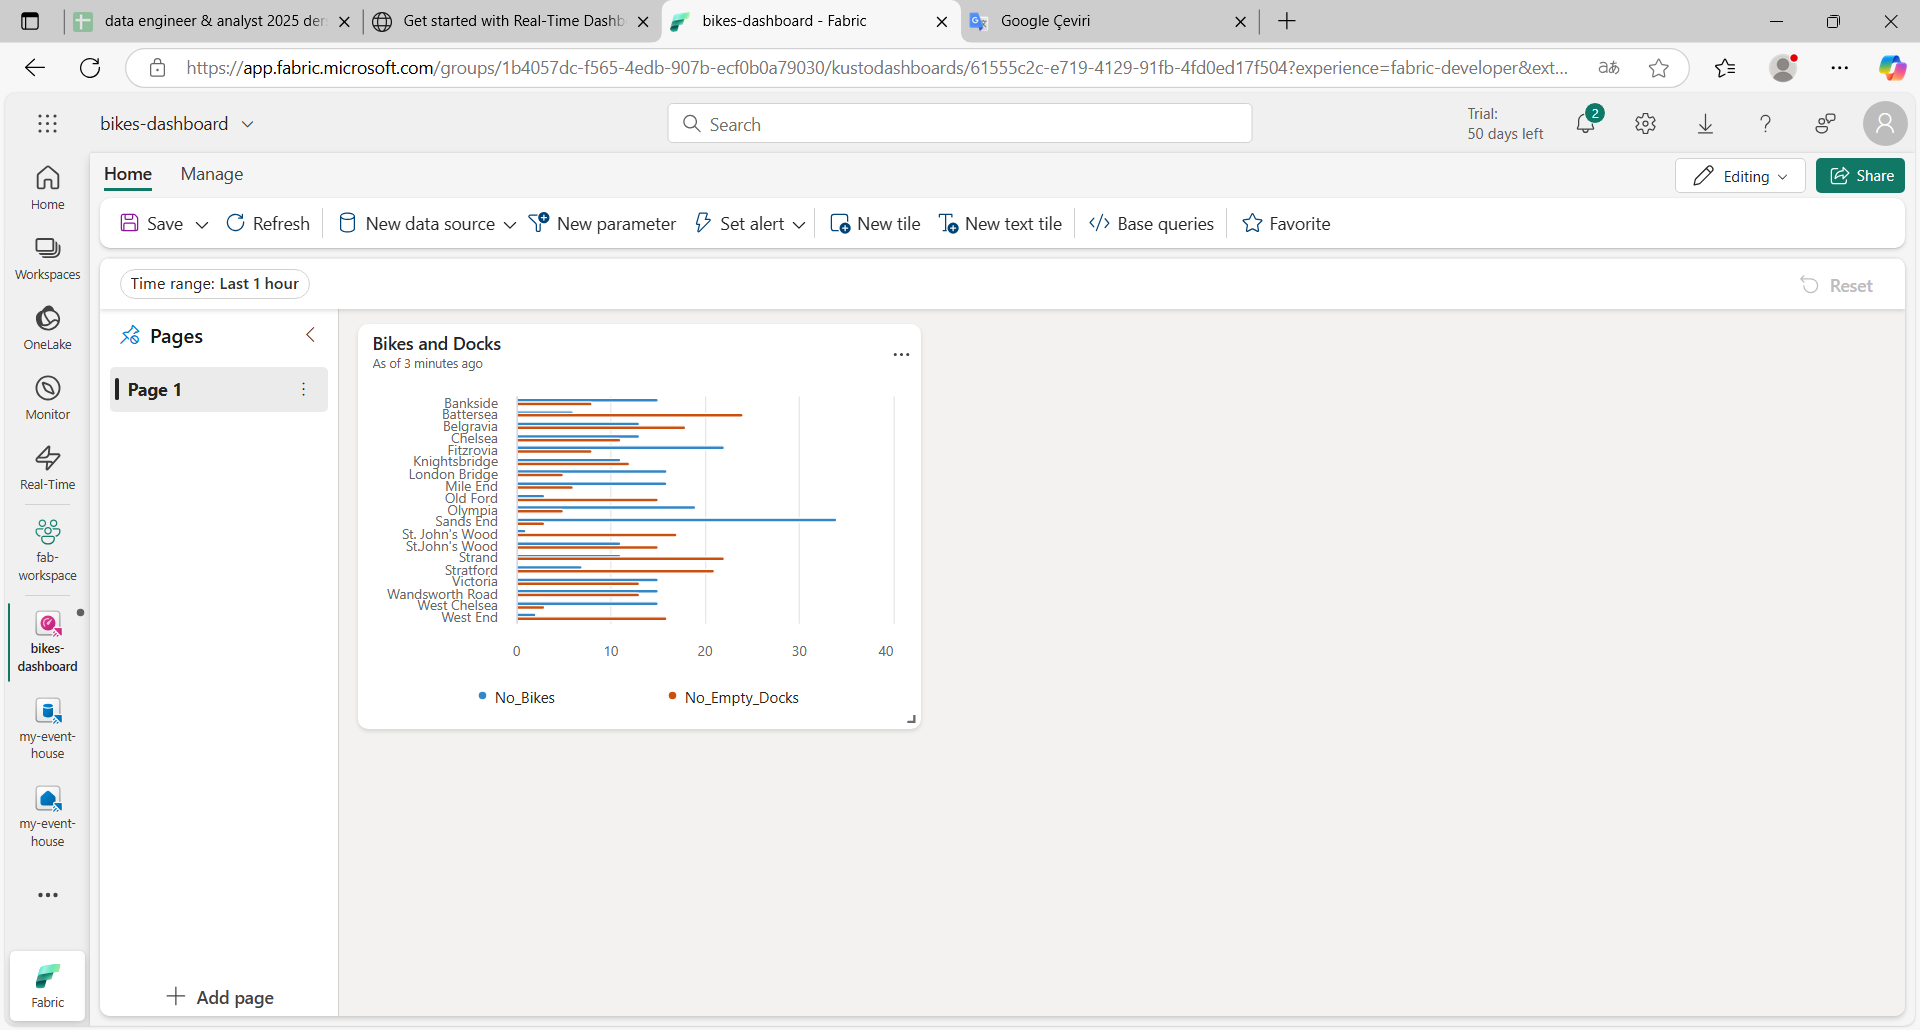 data engineer & analyst 2025 der
Get started with Real-Time Dashb
bikes-dashboard - Fabric
Google Çeviri
https://app.fabric.microsoft.com/groups/1b4057dc-f565-4edb-907b-ecf0b0a79030/kustodashboards/61555c2c-e719-4129-91fb-4fd0ed17f504?experience=fabric-developer&ext...
aあ
bikes-dashboard
Search
Trial:
50 days left
2
Home
Manage
Editing
Share
Save
Refresh
New data source
New parameter
Set alert
New tile
New text tile
Base queries
Favorite
Time range: Last 1 hour
Reset
Home
Workspaces
OneLake
Monitor
Real-Time
fab-
workspace
bikes-
dashboard
my-event-
house
my-event-
house
Fabric
Pages
Page 1
Add page
Bikes and Docks
As of 3 minutes ago
Bankside
Battersea
Belgravia
Chelsea
Fitzrovia
Knightsbridge
London Bridge
Mile End
Old Ford
Olympia
Sands End
St. John's Wood
St.John's Wood
Strand
Stratford
Victoria
Wandsworth Road
West Chelsea
West End
0 10 20 30 40
No_Bikes
No_Empty_Docks